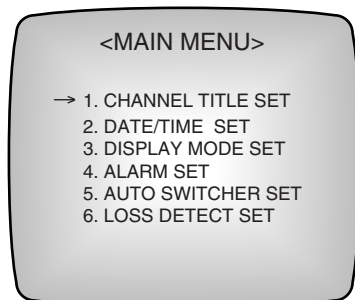 <MAIN MENU>
→ 1. CHANNEL TITLE SET
2. DATE/TIME SET
3. DISPLAY MODE SET
4. ALARM SET
5. AUTO SWITCHER SET
6. LOSS DETECT SET